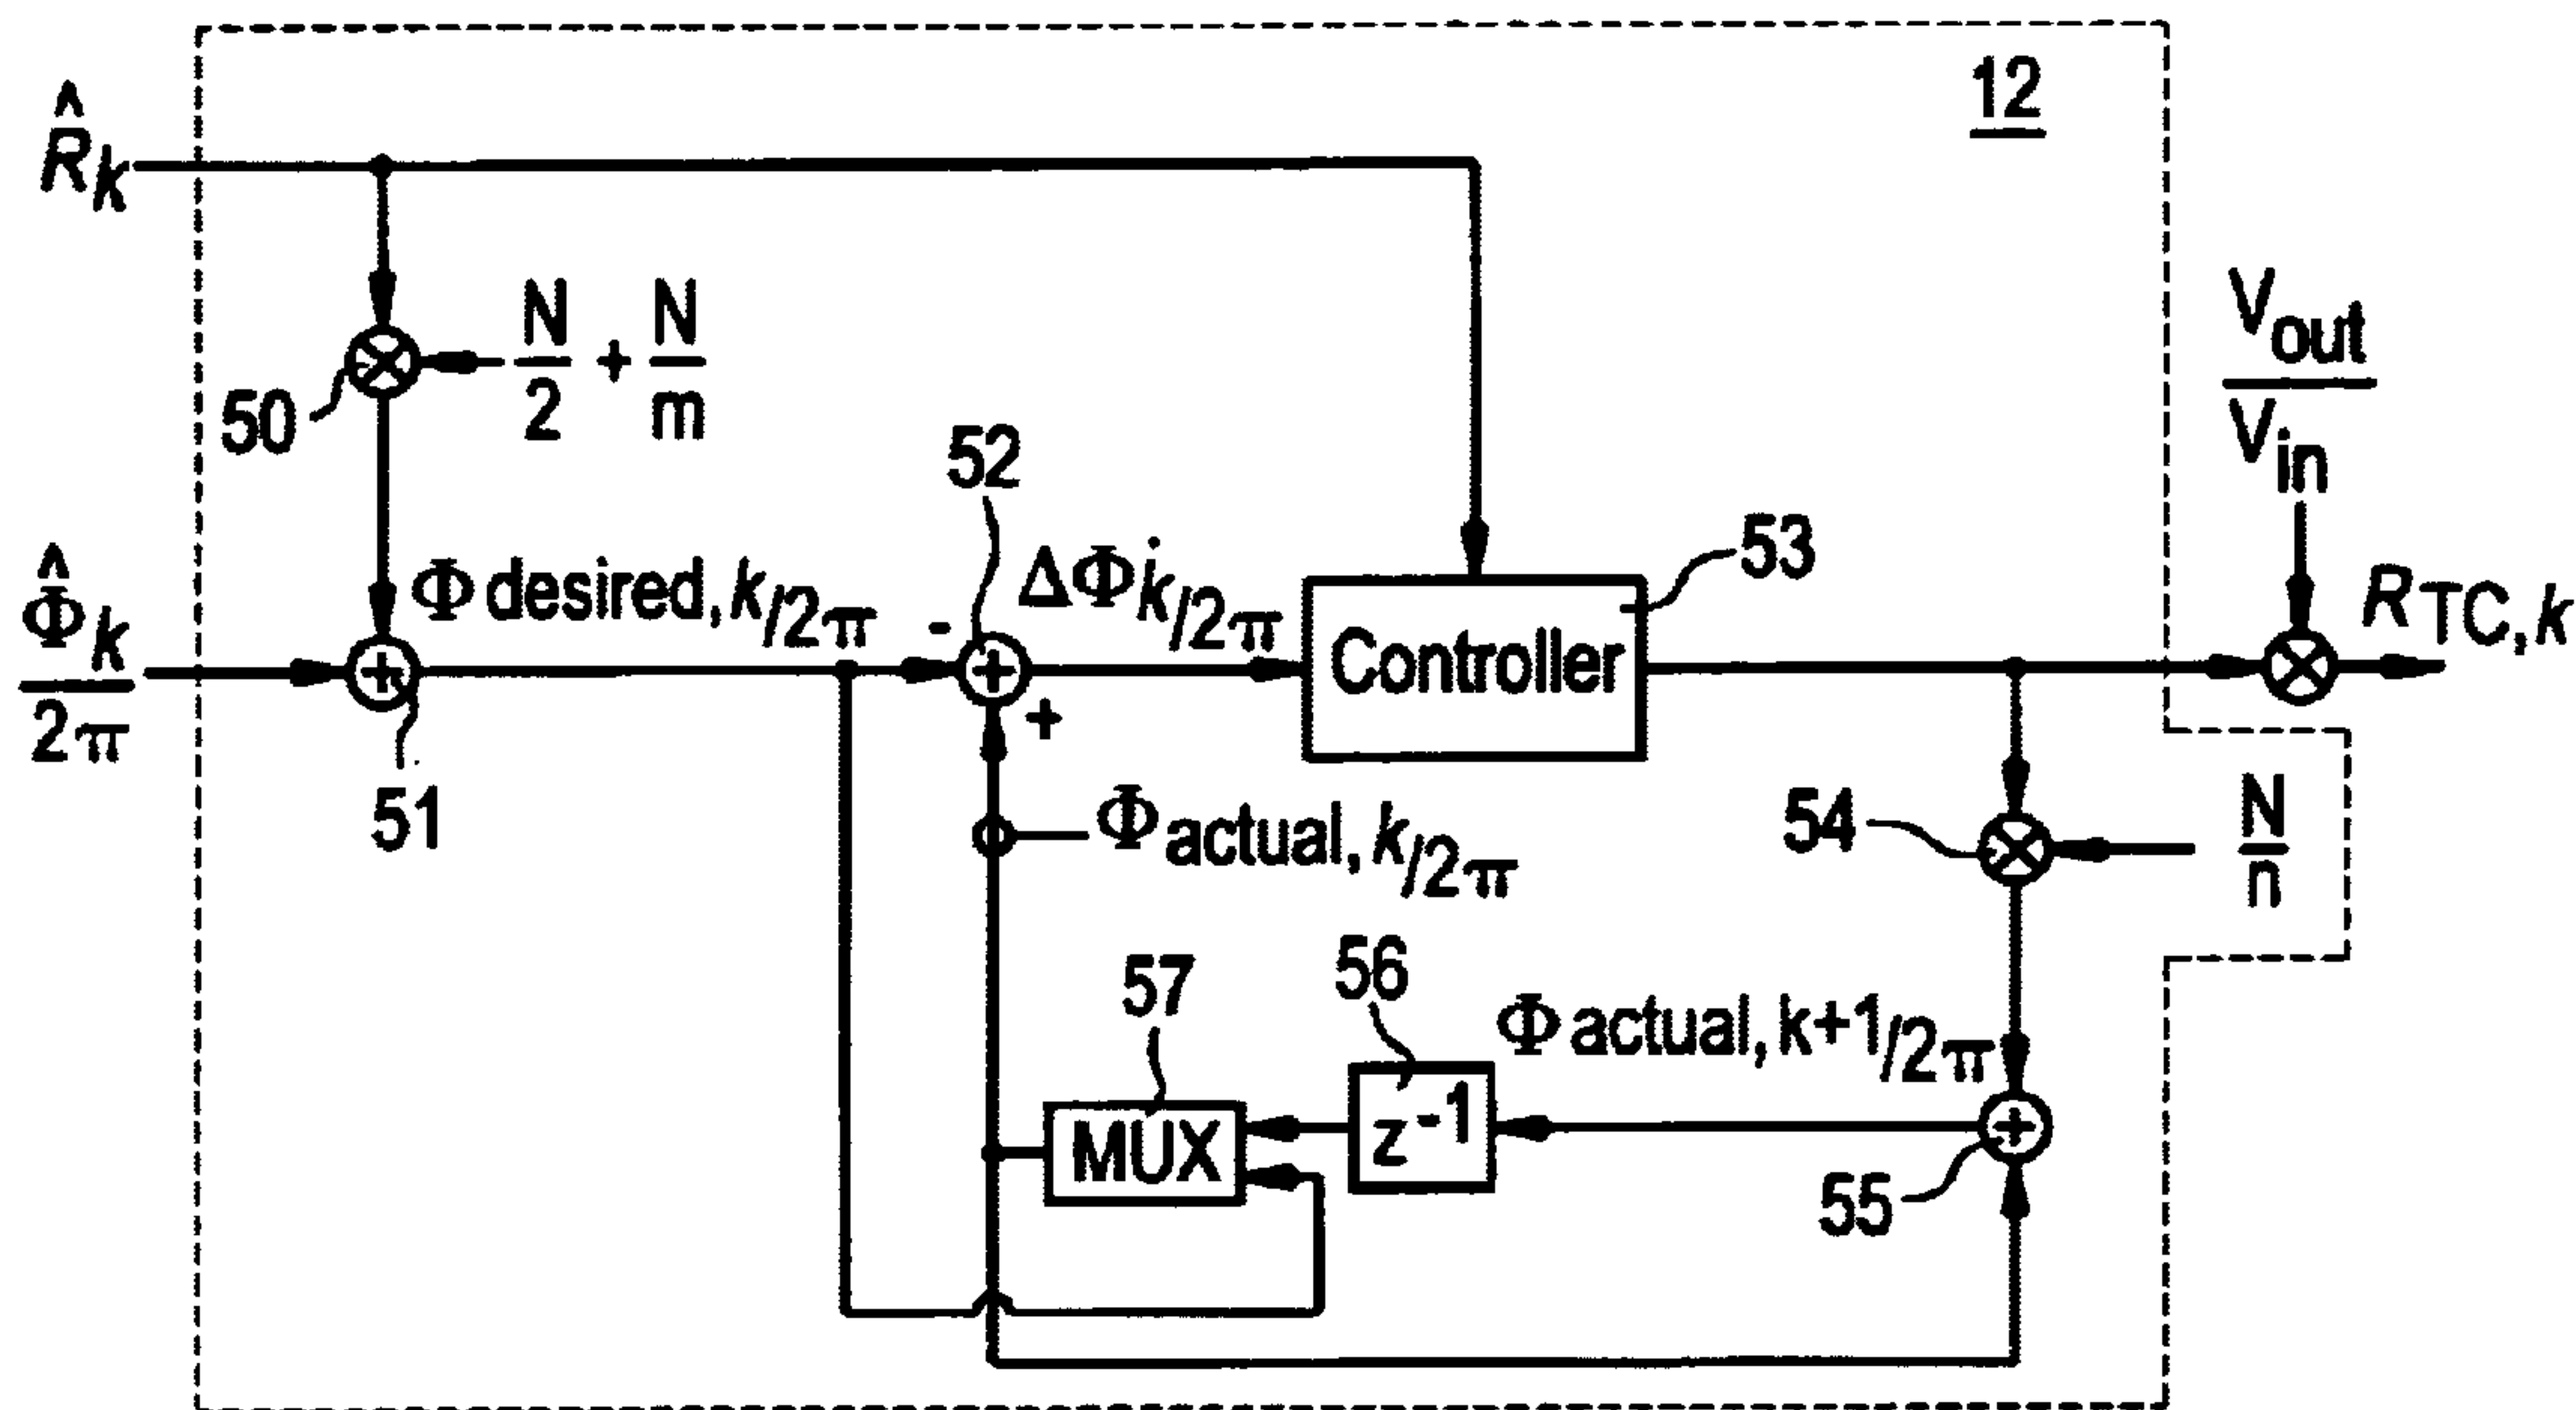 12
R̂k
N/2 + N/m
50
Vout/Vin
52
53
Φ̂k/2π
Φ desired, k/2π
-
ΔΦk/2π
Controller
RTC, k
+
51
Φactual, k/2π
54
N/n
57
56
Φ actual, k+1/2π
MUX
z-1
55